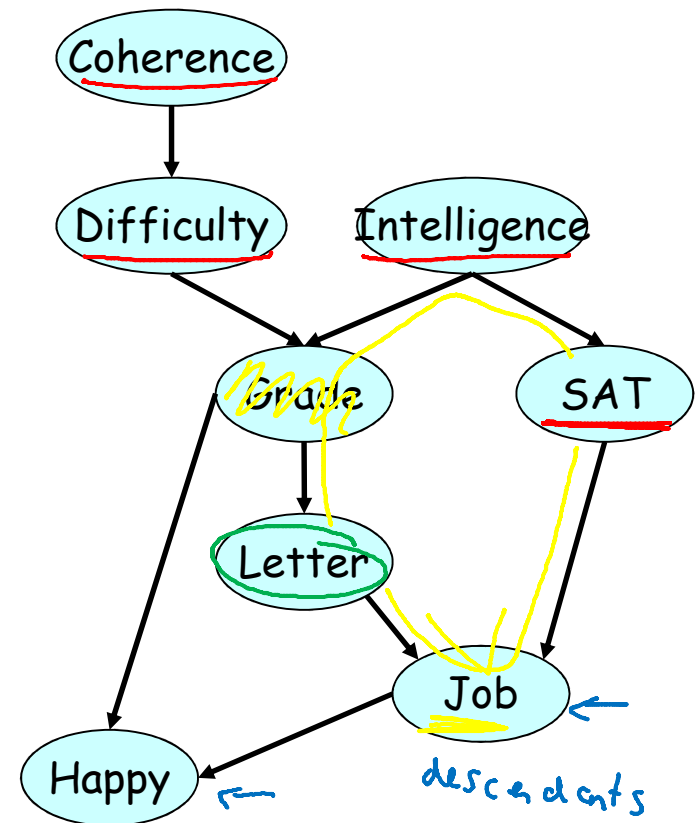 Coherence
Difficulty
Intelligence
Grade
SAT
Letter
Job
Happy
descendants